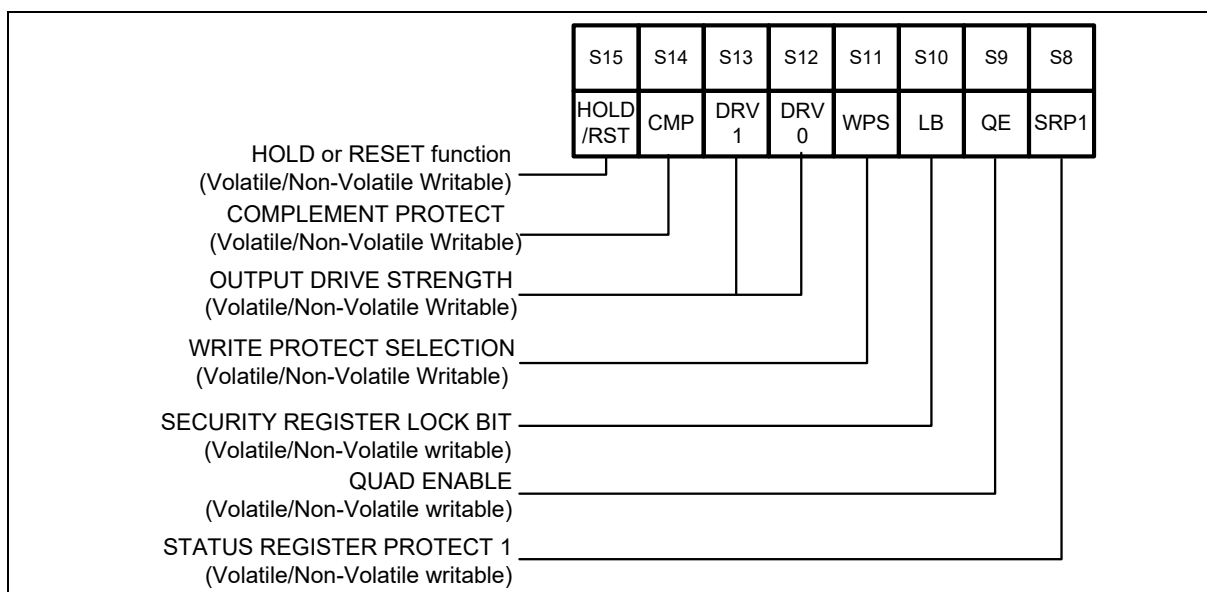 S15 S14 S13 S12 S11 S10 S9 S8
HOLD /RST CMP DRV 1 DRV 0 WPS LB QE SRP1
HOLD or RESET function
(Volatile/Non-Volatile Writable)
COMPLEMENT PROTECT
(Volatile/Non-Volatile Writable)
OUTPUT DRIVE STRENGTH
(Volatile/Non-Volatile Writable)
WRITE PROTECT SELECTION
(Volatile/Non-Volatile Writable)
SECURITY REGISTER LOCK BIT
(Volatile/Non-Volatile writable)
QUAD ENABLE
(Volatile/Non-Volatile writable)
STATUS REGISTER PROTECT 1
(Volatile/Non-Volatile writable)